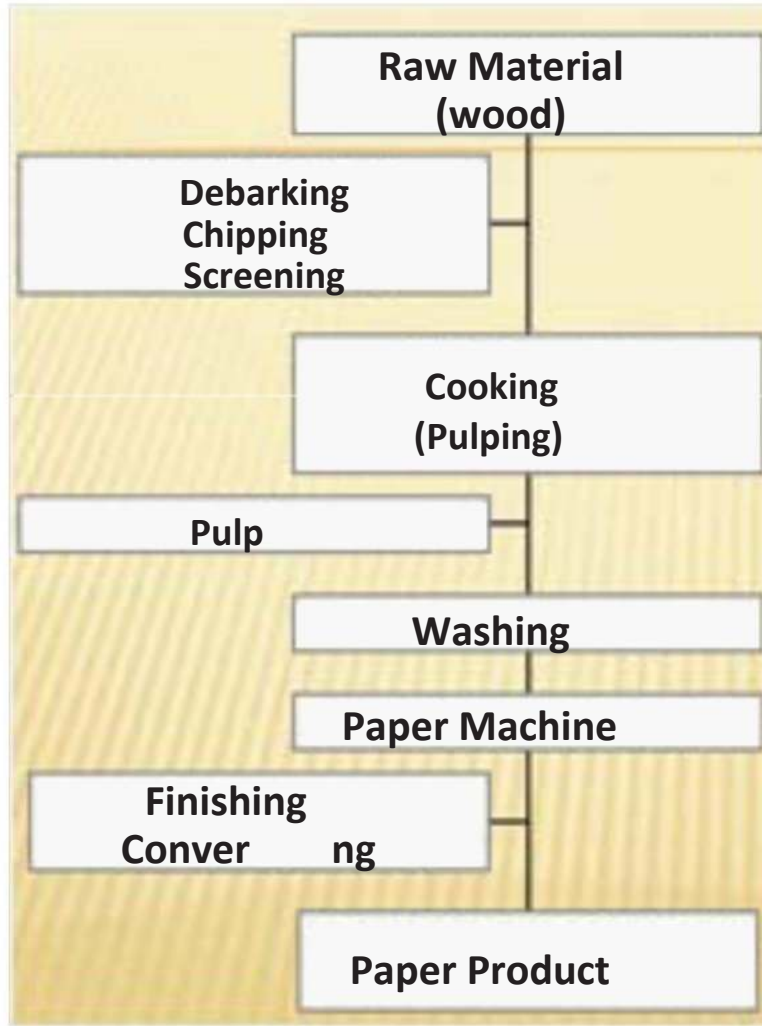 Raw Material
(wood)
Debarking
Chipping
Screening
Cooking
(Pulping)
Pulp
Washing
Paper Machine
Finishing
Conver ng
Paper Product